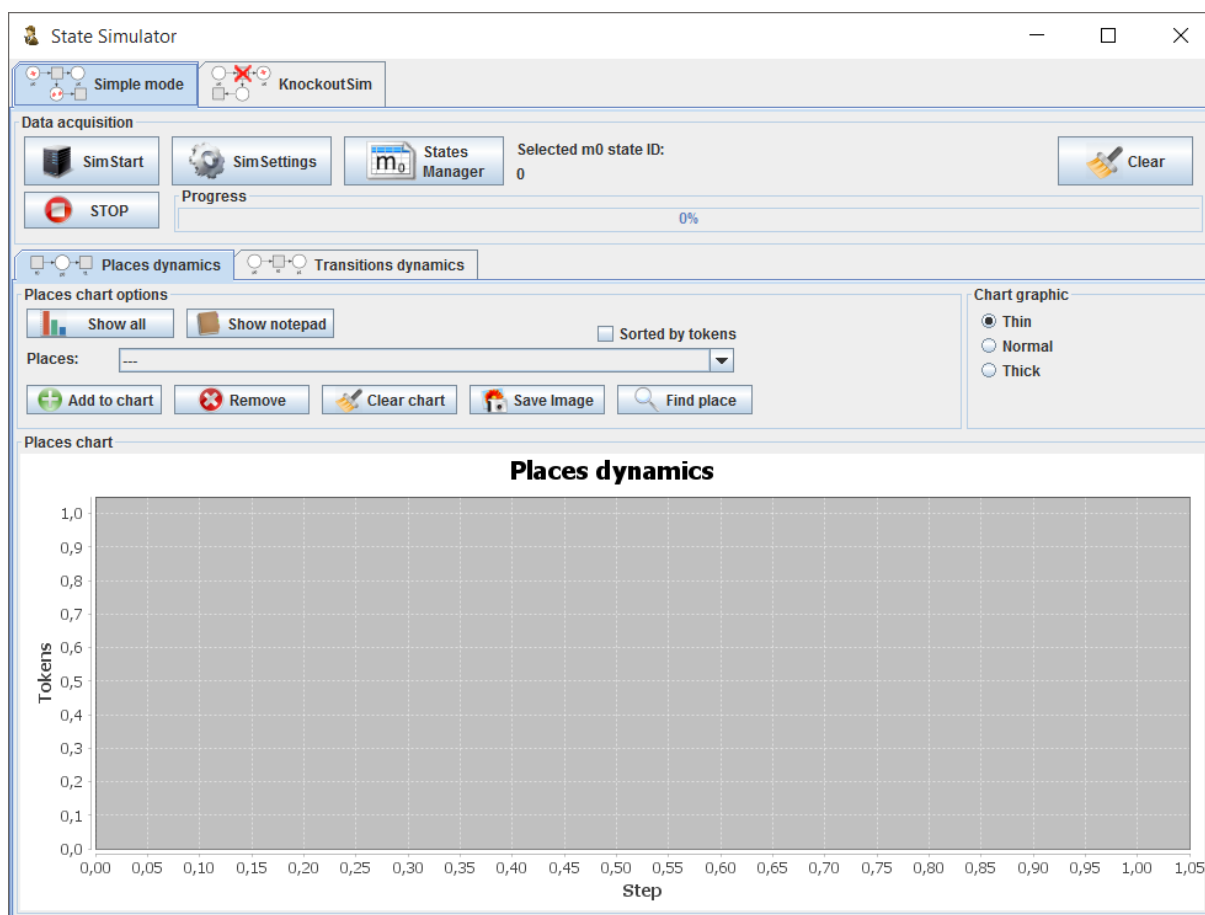 State Simulator
Simple mode
KnockoutSim
Data acquisition
SimStart
SimSettings
m0
States
Manager
Selected m0 state ID:
0
Clear
STOP
Progress
0%
Places dynamics
Transitions dynamics
Places chart options
Chart graphic
Show all
Show notepad
Sorted by tokens
Thin
Normal
Thick
Places:
---
Add to chart
Remove
Clear chart
Save Image
Find place
Places chart
Places dynamics
1,0
0,9
0,8
0,7
0,6
0,5
0,4
0,3
0,2
0,1
0,0
Tokens
0,00 0,05 0,10 0,15 0,20 0,25 0,30 0,35 0,40 0,45 0,50 0,55 0,60 0,65 0,70 0,75 0,80 0,85 0,90 0,95 1,00 1,05
Step